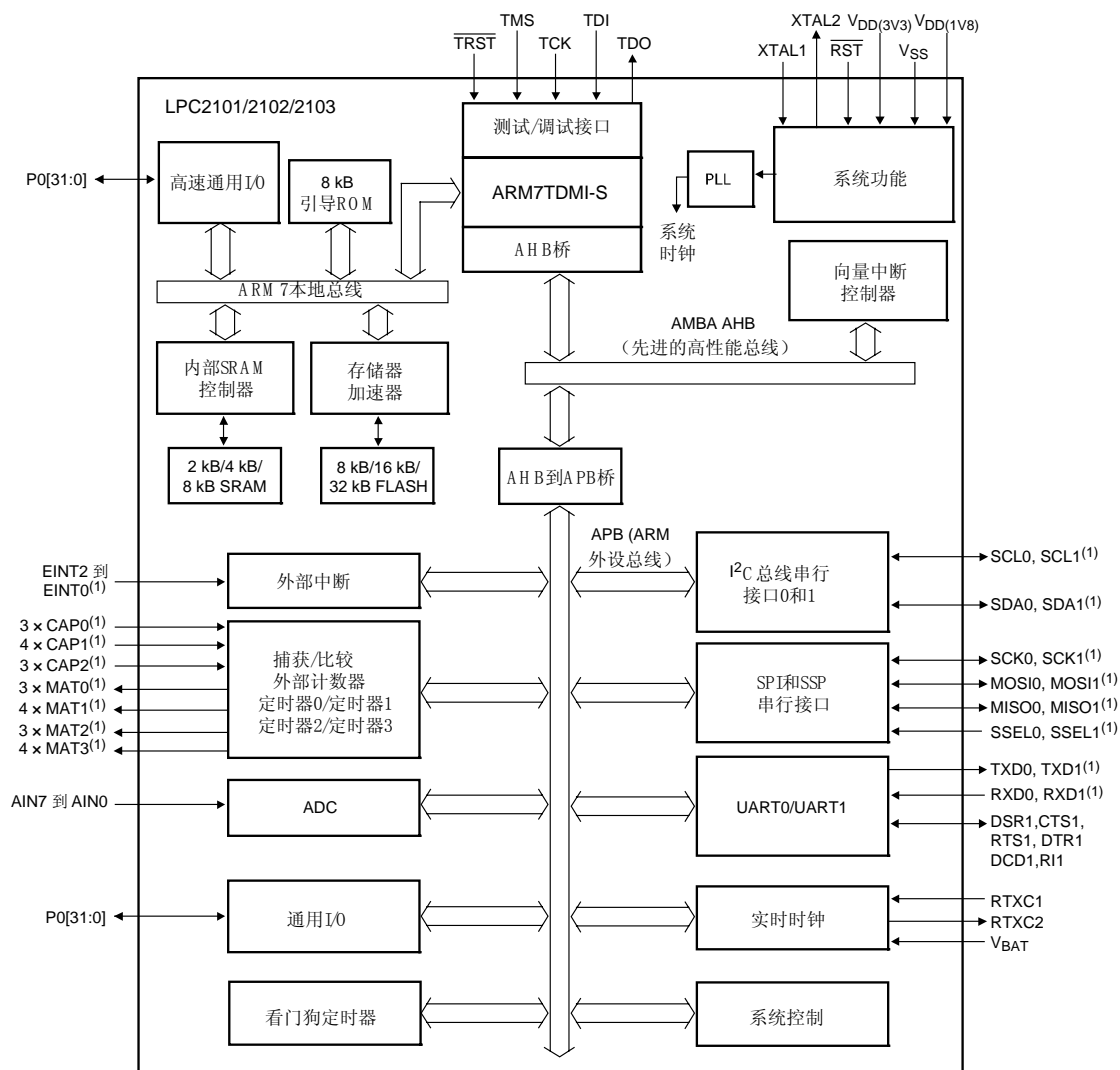 TRST TMS TCK TDI TDO
XTAL1 XTAL2 RST VDD(3V3) VSS VDD(1V8)
LPC2101/2102/2103
测试/调试接口
ARM7TDMI-S
AHB桥
P0[31:0]
高速通用I/O
8 kB
引导ROM
PLL
系统功能
系统
时钟
向量中断
控制器
ARM 7本地总线
AMBA AHB
（先进的高性能总线）
内部SRAM
控制器
存储器
加速器
2 kB/4 kB/
8 kB SRAM
8 kB/16 kB/
32 kB FLASH
AHB到APB桥
APB (ARM
外设总线）
EINT2 到
EINT0(1)
外部中断
I2C 总线串行
接口0和1
SCL0, SCL1(1)
SDA0, SDA1(1)
3 × CAP0(1)
4 × CAP1(1)
3 × CAP2(1)
3 × MAT0(1)
4 × MAT1(1)
3 × MAT2(1)
4 × MAT3(1)
捕获/比较
外部计数器
定时器0/定时器1
定时器2/定时器3
SPI和SSP
串行接口
SCK0, SCK1(1)
MOSI0, MOSI1(1)
MISO0, MISO1(1)
SSEL0, SSEL1(1)
AIN7 到 AIN0
ADC
UART0/UART1
TXD0, TXD1(1)
RXD0, RXD1(1)
DSR1,CTS1,
RTS1, DTR1
DCD1,RI1
P0[31:0]
通用I/O
实时时钟
RTXC1
RTXC2
VBAT
看门狗定时器
系统控制